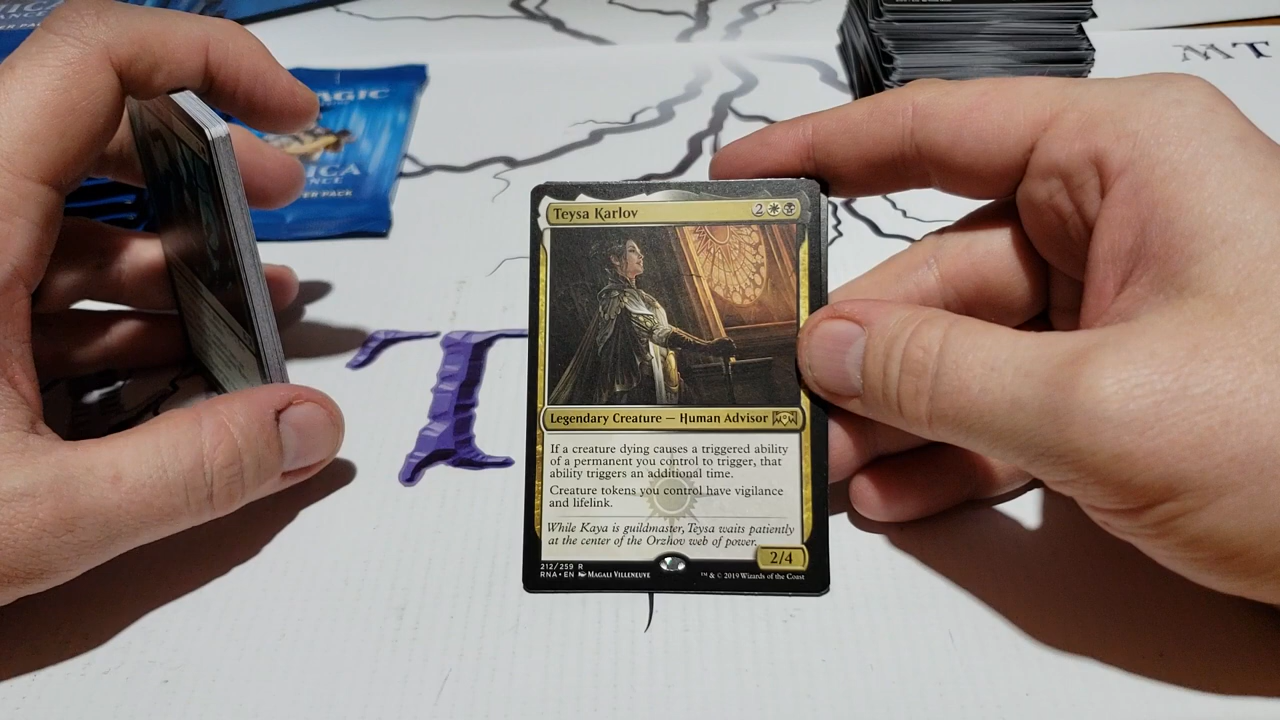 MAGIC
MT
Teysa Karlov
2
Legendary Creature — Human Advisor
If a creature dying causes a triggered ability
of a permanent you control to trigger, that
ability triggers an additional time.
Creature tokens you control have vigilance
and lifelink.
While Kaya is guildmaster, Teysa waits patiently
at the center of the Orzhov web of power.
2/4
212/259 R
RNA • EN Magali Villeneuve
™ & © 2019 Wizards of the Coast